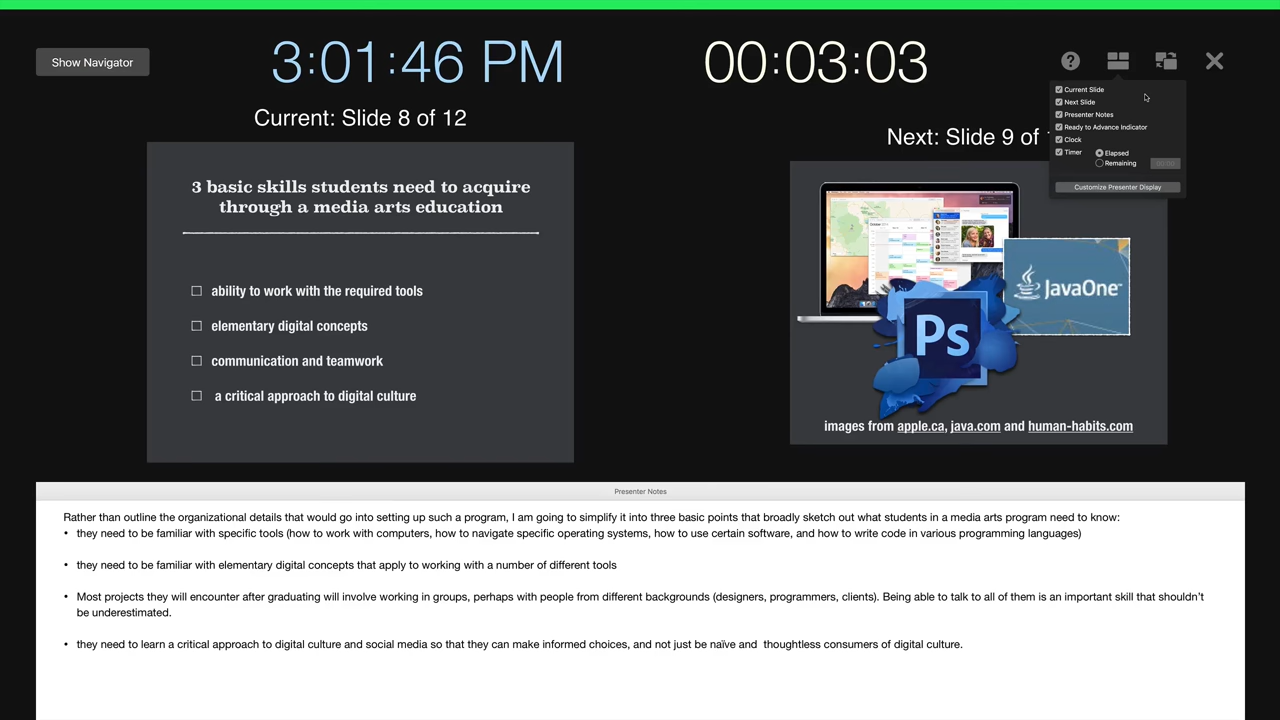 Show Navigator
3:01:46 PM
00:03:03
Current: Slide 8 of 12
Next: Slide 9 of
Current Slide
Next Slide
Presenter Notes
Ready to Advance Indicator
Clock
Timer
Elapsed
Remaining
Customize Presenter Display
3 basic skills students need to acquire
through a media arts education
ability to work with the required tools
elementary digital concepts
communication and teamwork
a critical approach to digital culture
JavaOne™
Ps
images from apple.ca, java.com and human-habits.com
Presenter Notes
Rather than outline the organizational details that would go into setting up such a program, I am going to simplify it into three basic points that broadly sketch out what students in a media arts program need to know:
• they need to be familiar with specific tools (how to work with computers, how to navigate specific operating systems, how to use certain software, and how to write code in various programming languages)
• they need to be familiar with elementary digital concepts that apply to working with a number of different tools
• Most projects they will encounter after graduating will involve working in groups, perhaps with people from different backgrounds (designers, programmers, clients). Being able to talk to all of them is an important skill that shouldn't
be underestimated.
• they need to learn a critical approach to digital culture and social media so that they can make informed choices, and not just be naïve and  thoughtless consumers of digital culture.